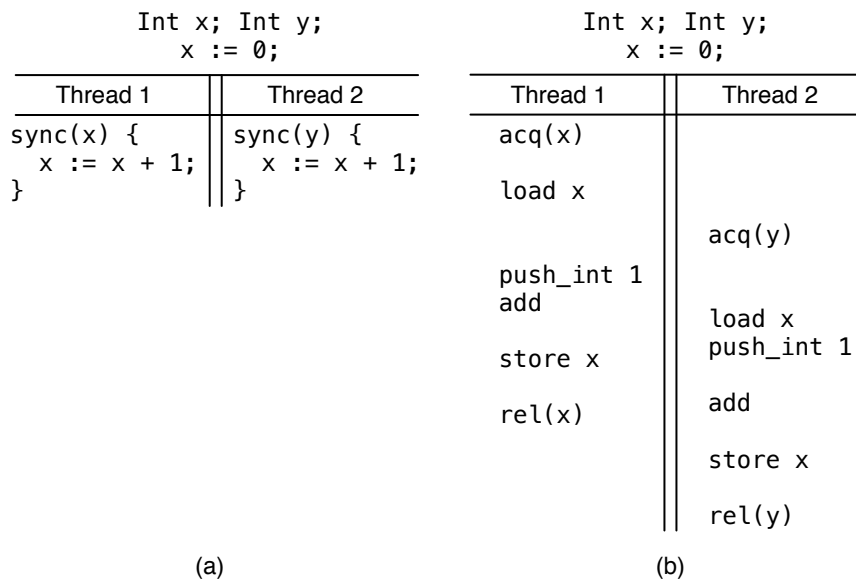 Int x; Int y;
x := 0;
Thread 1
Thread 2
sync(x) {
x := x + 1;
}
sync(y) {
x := x + 1;
}
(a)
Int x; Int y;
x := 0;
Thread 1
Thread 2
acq(x)
load x
acq(y)
push_int 1
add
load x
push_int 1
store x
add
rel(x)
store x
rel(y)
(b)